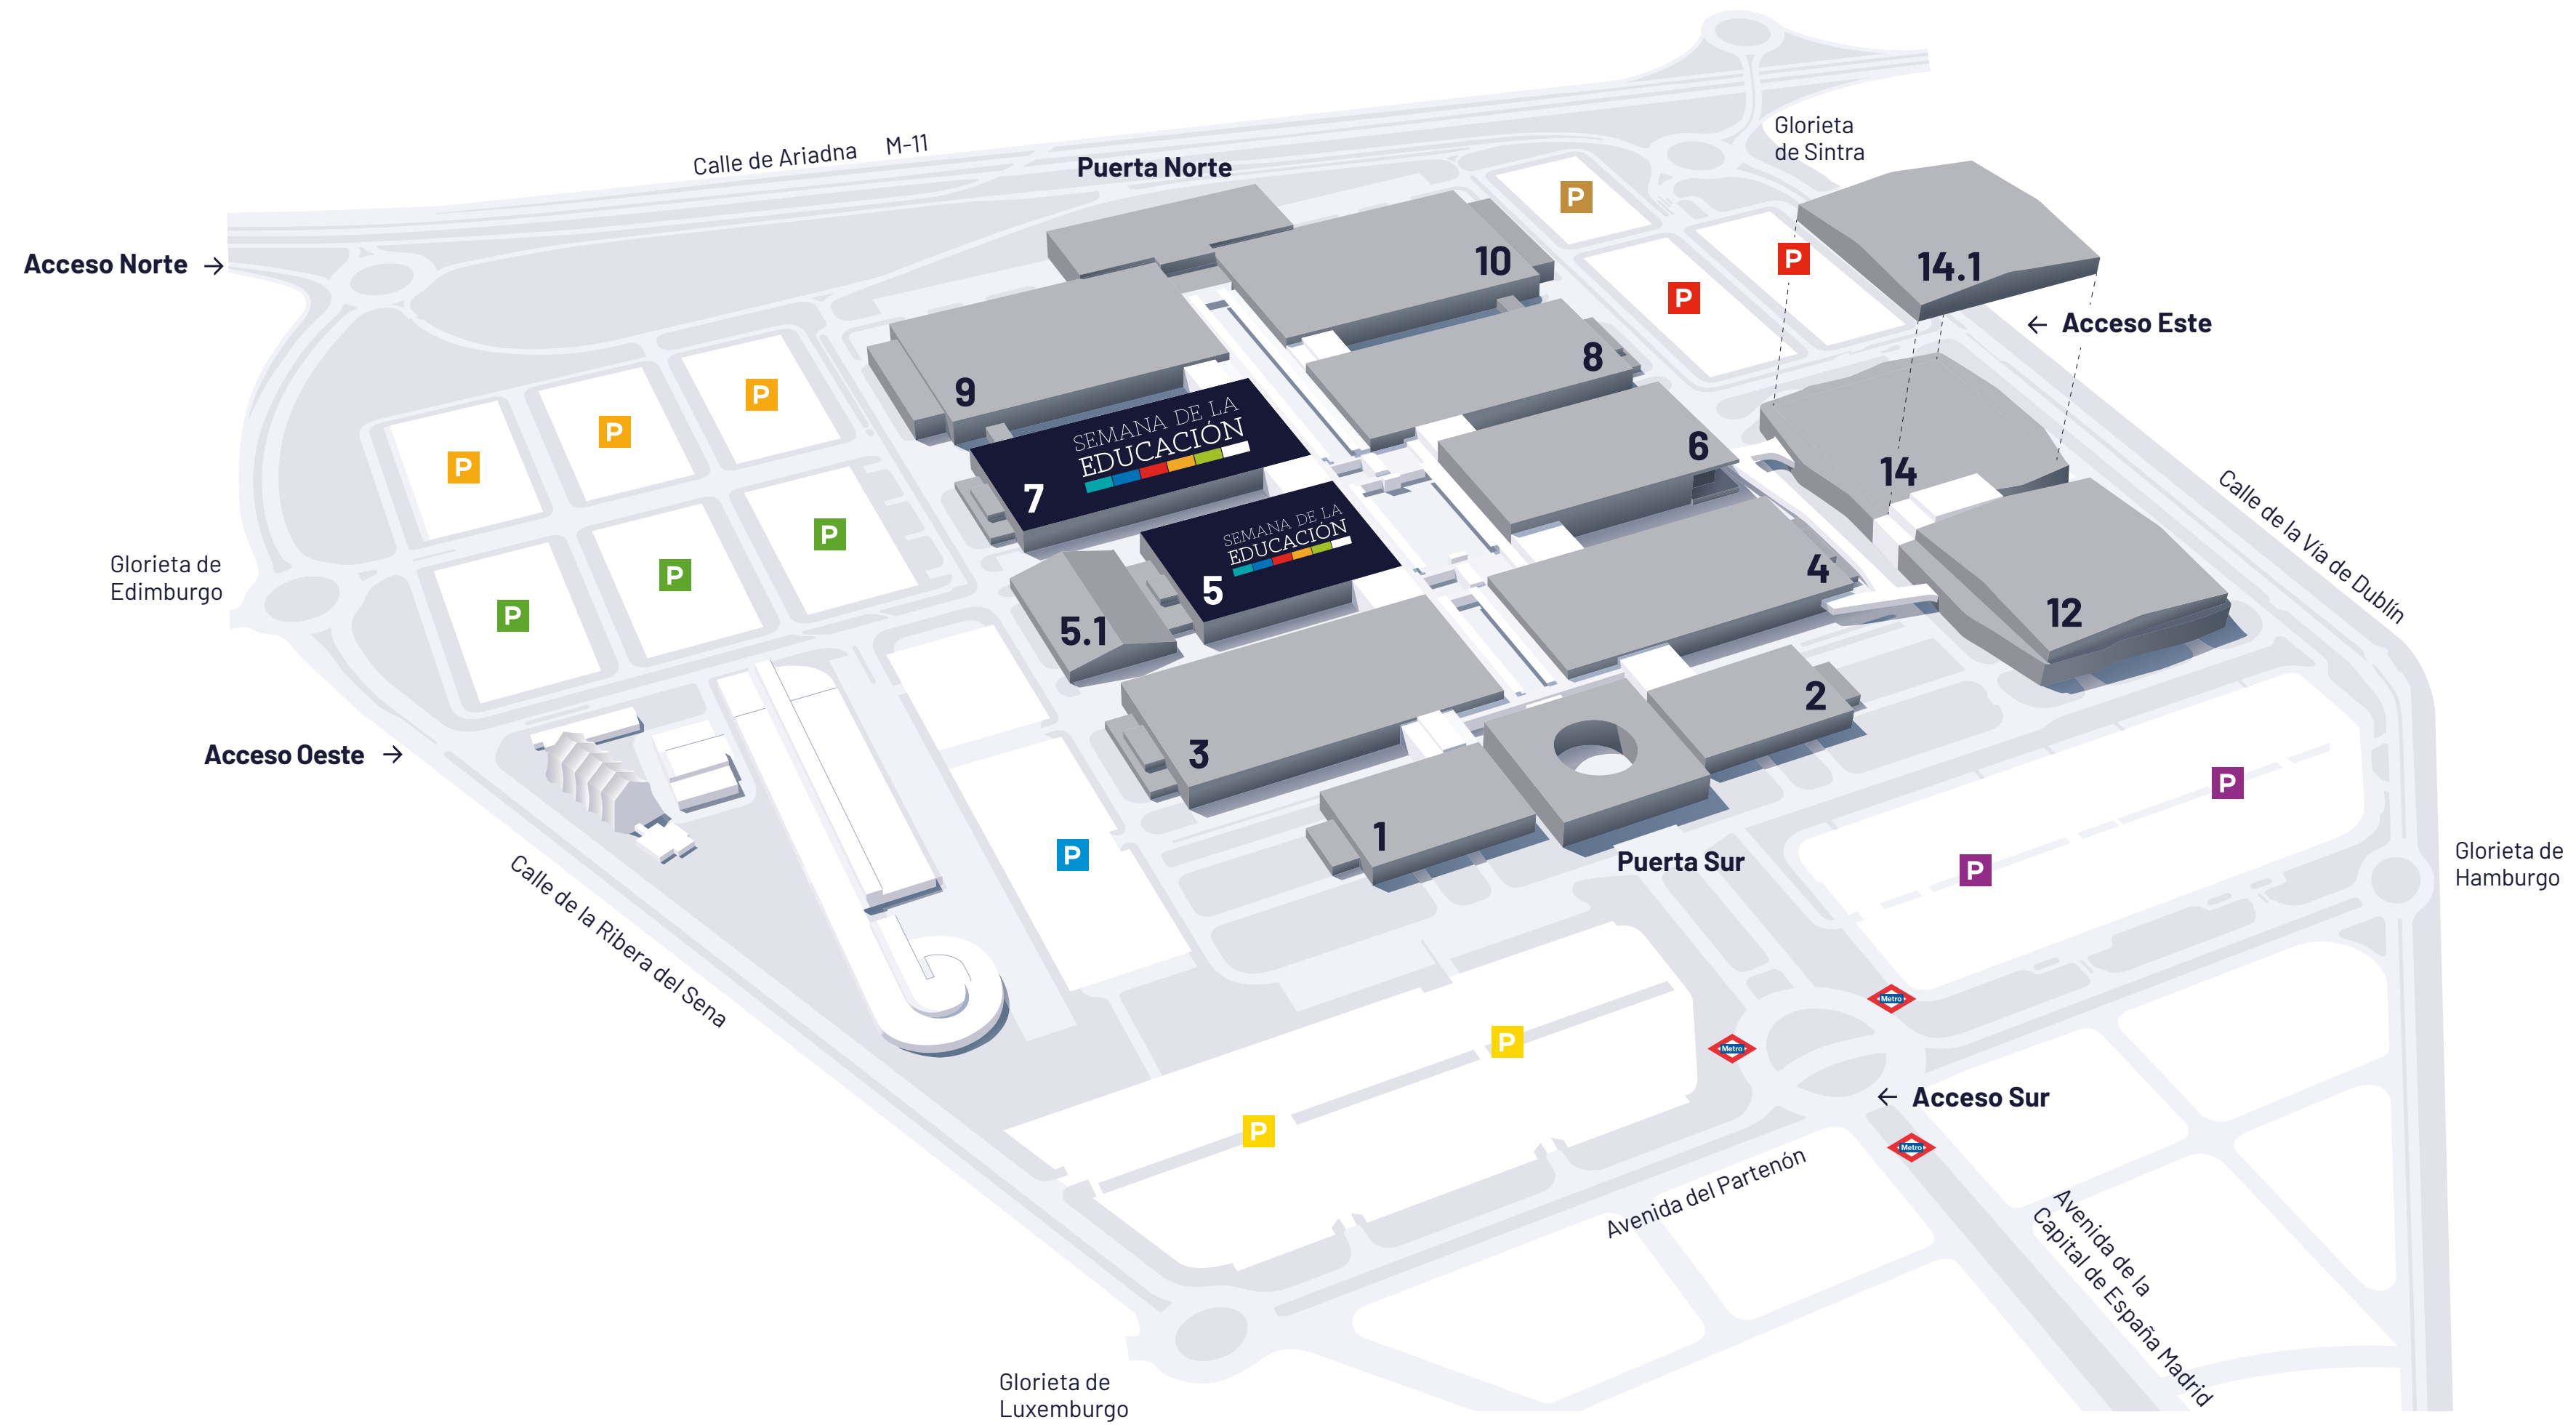 Glorieta
de Sintra
Calle de Ariadna M-11
Puerta Norte
P
Acceso Norte →
10
14.1
P
P
← Acceso Este
8
9
P
P
P
SEMANA DE LA
EDUCACIÓN
7
6
14
Calle de la Vía de Dublín
SEMANA DE LA
EDUCACIÓN
5
P
P
P
Glorieta de
Edimburgo
4
12
5.1
2
3
Acceso Oeste →
P
1
P
Puerta Sur
P
Glorieta de
Hamburgo
Calle de la Ribera del Sena
Metro
P
Metro
← Acceso Sur
P
Metro
Avenida del Partenón
Avenida de la
Capital de España Madrid
Glorieta de
Luxemburgo